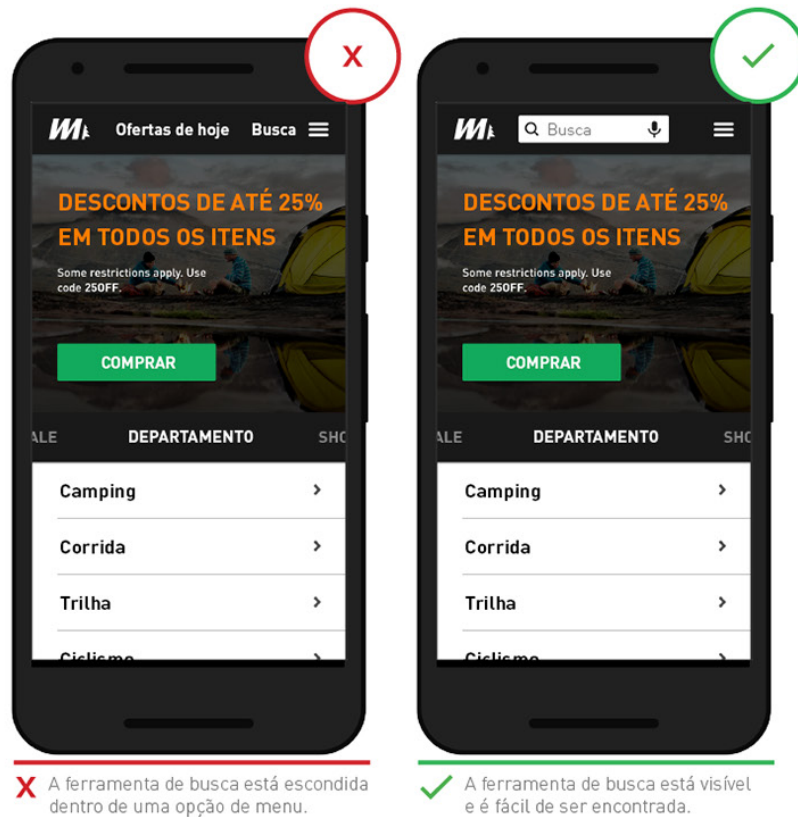 X
Ofertas de hoje Busca
DESCONTOS DE ATÉ 25%
EM TODOS OS ITENS
Some restrictions apply. Use
code 25OFF.
COMPRAR
ALE DEPARTAMENTO SHO
Camping
Corrida
Trilha
Ciclismo
X A ferramenta de busca está escondida
dentro de uma opção de menu.
Busca
DESCONTOS DE ATÉ 25%
EM TODOS OS ITENS
Some restrictions apply. Use
code 25OFF.
COMPRAR
ALE DEPARTAMENTO SHO
Camping
Corrida
Trilha
Ciclismo
A ferramenta de busca está visível
e é fácil de ser encontrada.